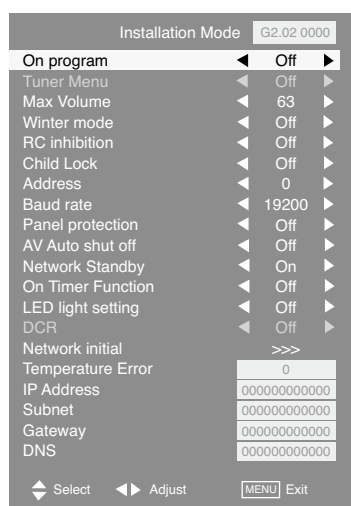 Installation Mode G2.02 0000
On program Off
Tuner Menu Off
Max Volume 63
Winter mode Off
RC inhibition Off
Child Lock Off
Address 0
Baud rate 19200
Panel protection Off
AV Auto shut off Off
Network Standby On
On Timer Function Off
LED light setting Off
DCR Off
Network initial >>>
Temperature Error 0
IP Address 000000000000
Subnet 000000000000
Gateway 000000000000
DNS 000000000000
Select Adjust MENU Exit